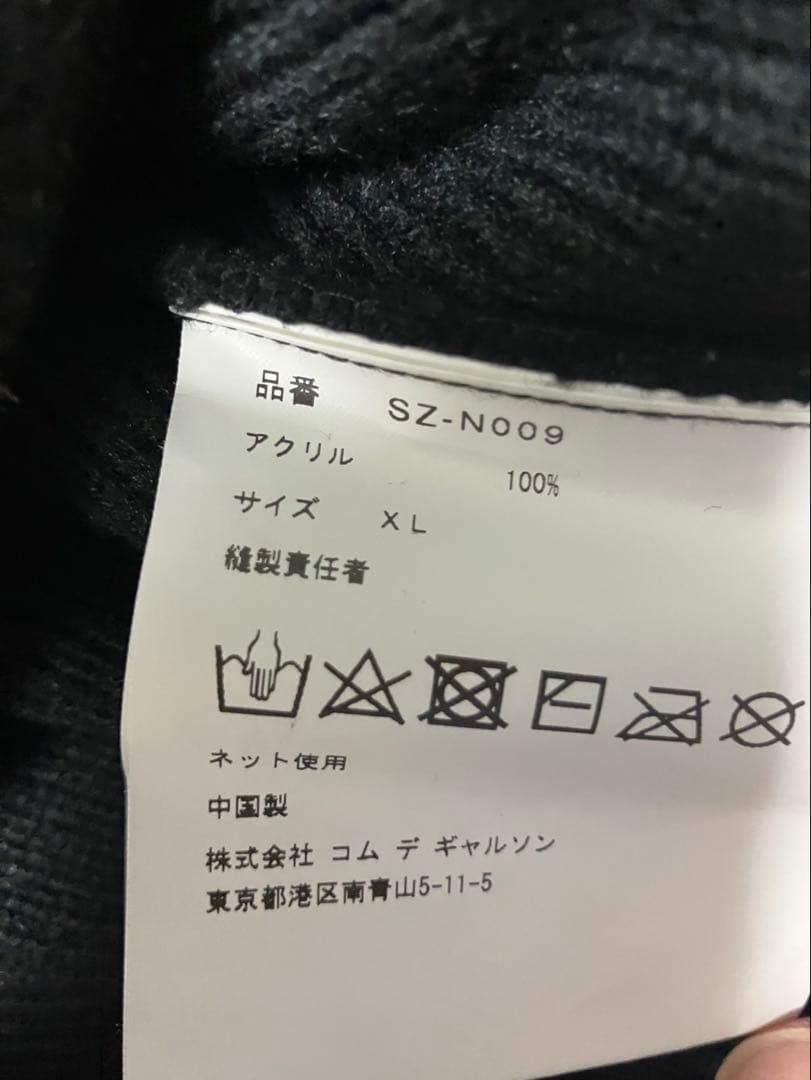 品番 SZ-N009
アクリル 100%
サイズ XL
縫製責任者
ネット使用
中国製
株式会社 コム デ ギャルソン
東京都港区南青山5-11-5